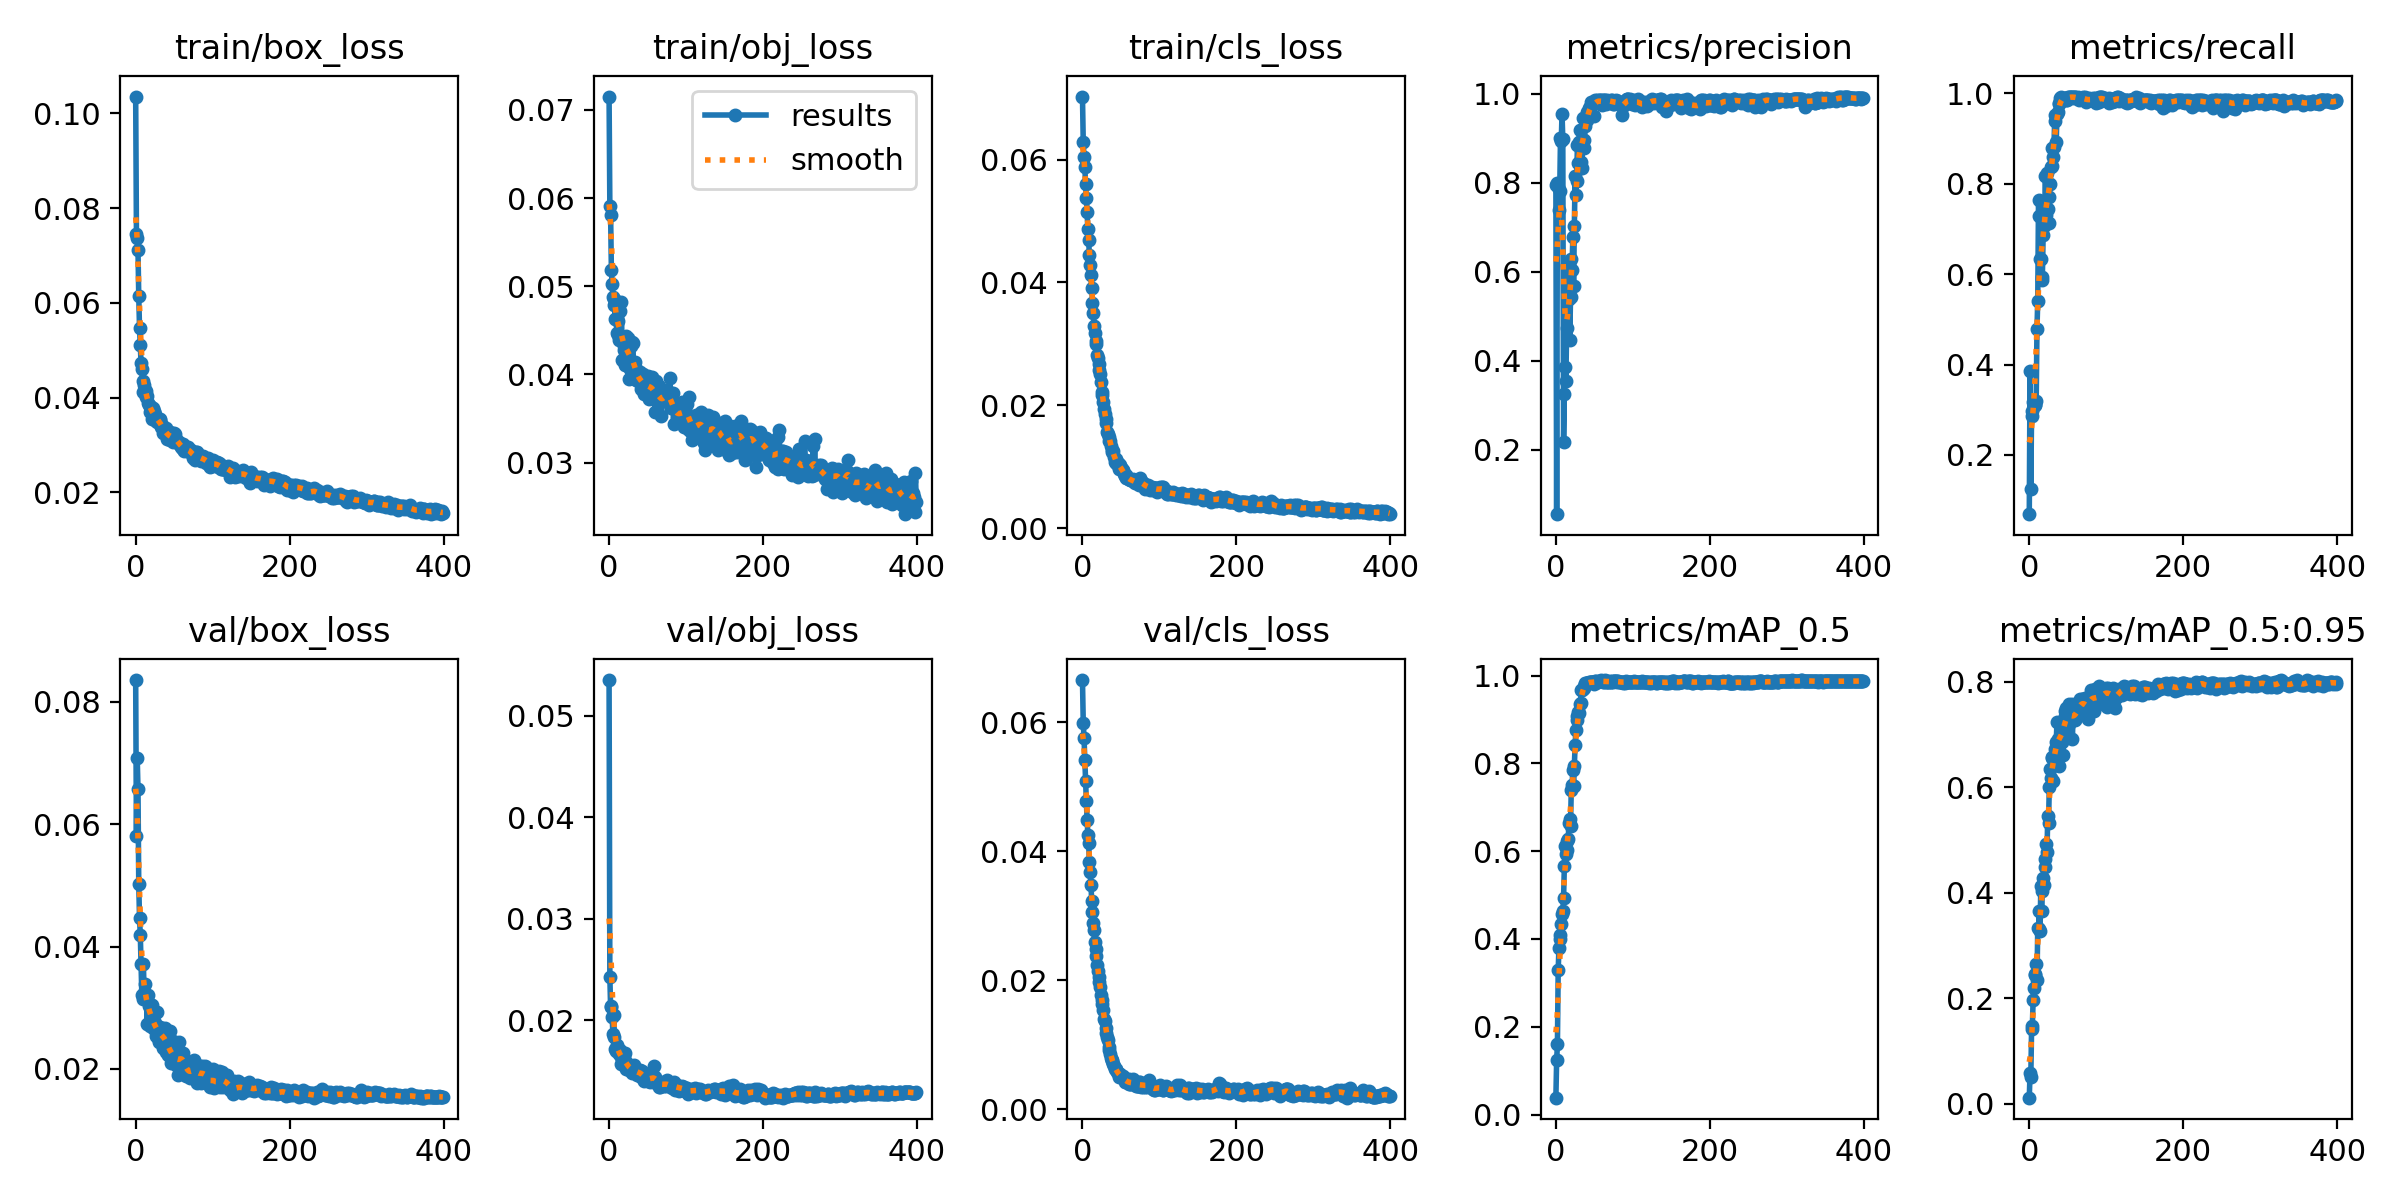 train/box_loss
0.10
0.08
0.06
0.04
0.02
0 200 400
train/obj_loss
results
smooth
0.07
0.06
0.05
0.04
0.03
0 200 400
train/cls_loss
0.06
0.04
0.02
0.00
0 200 400
metrics/precision
1.0
0.8
0.6
0.4
0.2
0 200 400
metrics/recall
1.0
0.8
0.6
0.4
0.2
0 200 400
val/box_loss
0.08
0.06
0.04
0.02
0 200 400
val/obj_loss
0.05
0.04
0.03
0.02
0 200 400
val/cls_loss
0.06
0.04
0.02
0.00
0 200 400
metrics/mAP_0.5
1.0
0.8
0.6
0.4
0.2
0.0
0 200 400
metrics/mAP_0.5:0.95
0.8
0.6
0.4
0.2
0.0
0 200 400